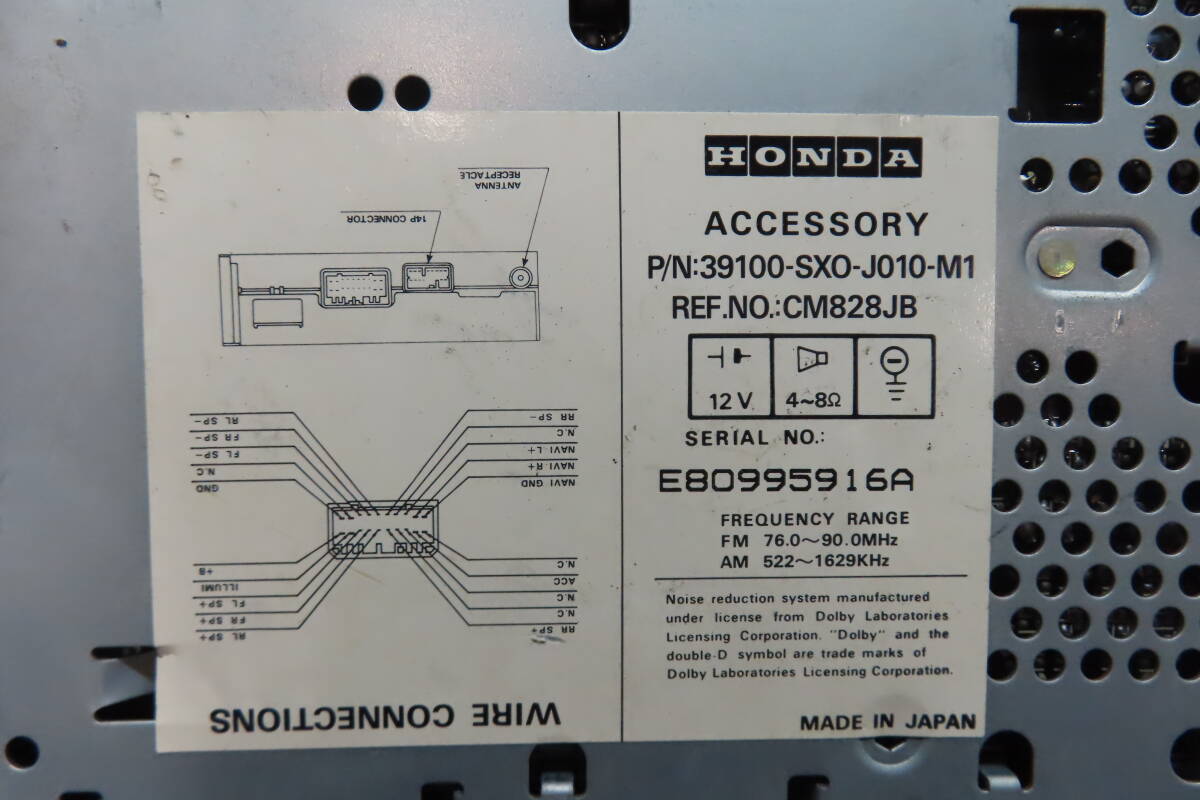 HONDA
ACCESSORY
P/N:39100-SXO-J010-M1
REF.NO.:CM828JB
12 V
4~8Ω
SERIAL NO.:
E80995916A
FREQUENCY RANGE
FM 76.0~90.0MHz
AM 522~1629KHz
Noise reduction system manufactured
under license from Dolby Laboratories
Licensing Corporation. "Dolby" and the
double-D symbol are trade marks of
Dolby Laboratories Licensing Corporation.
MADE IN JAPAN
WIRE CONNECTIONS
RR SP+
N.C
N.C
ACC
N.C
RL SP+
FR SP+
FL SP+
ILLUMI
+B
NAVI GND
NAVI R+
NAVI L+
N.C
RR SP-
GND
N.C
FL SP-
FR SP-
RL SP-
14P CONNECTOR
ANTENNA
RECEPTACLE